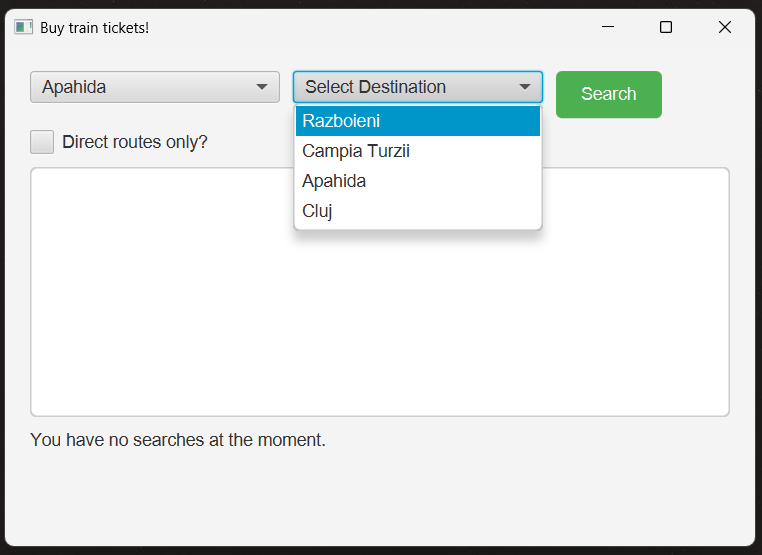 Buy train tickets!
Apahida
Select Destination
Search
Razboieni
Campia Turzii
Apahida
Cluj
Direct routes only?
You have no searches at the moment.